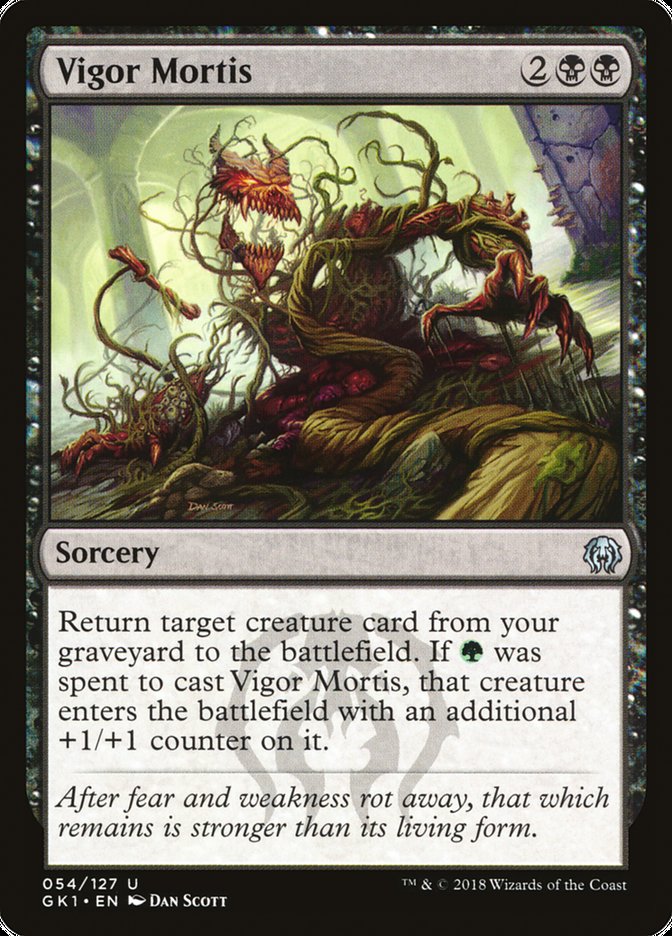 Vigor Mortis 2
DAN SCOTT
Sorcery
Return target creature card from your
graveyard to the battlefield. If was
spent to cast Vigor Mortis, that creature
enters the battlefield with an additional
+1/+1 counter on it.
After fear and weakness rot away, that which
remains is stronger than its living form.
054/127 U
GK1 • EN DAN SCOTT
™ & © 2018 Wizards of the Coast